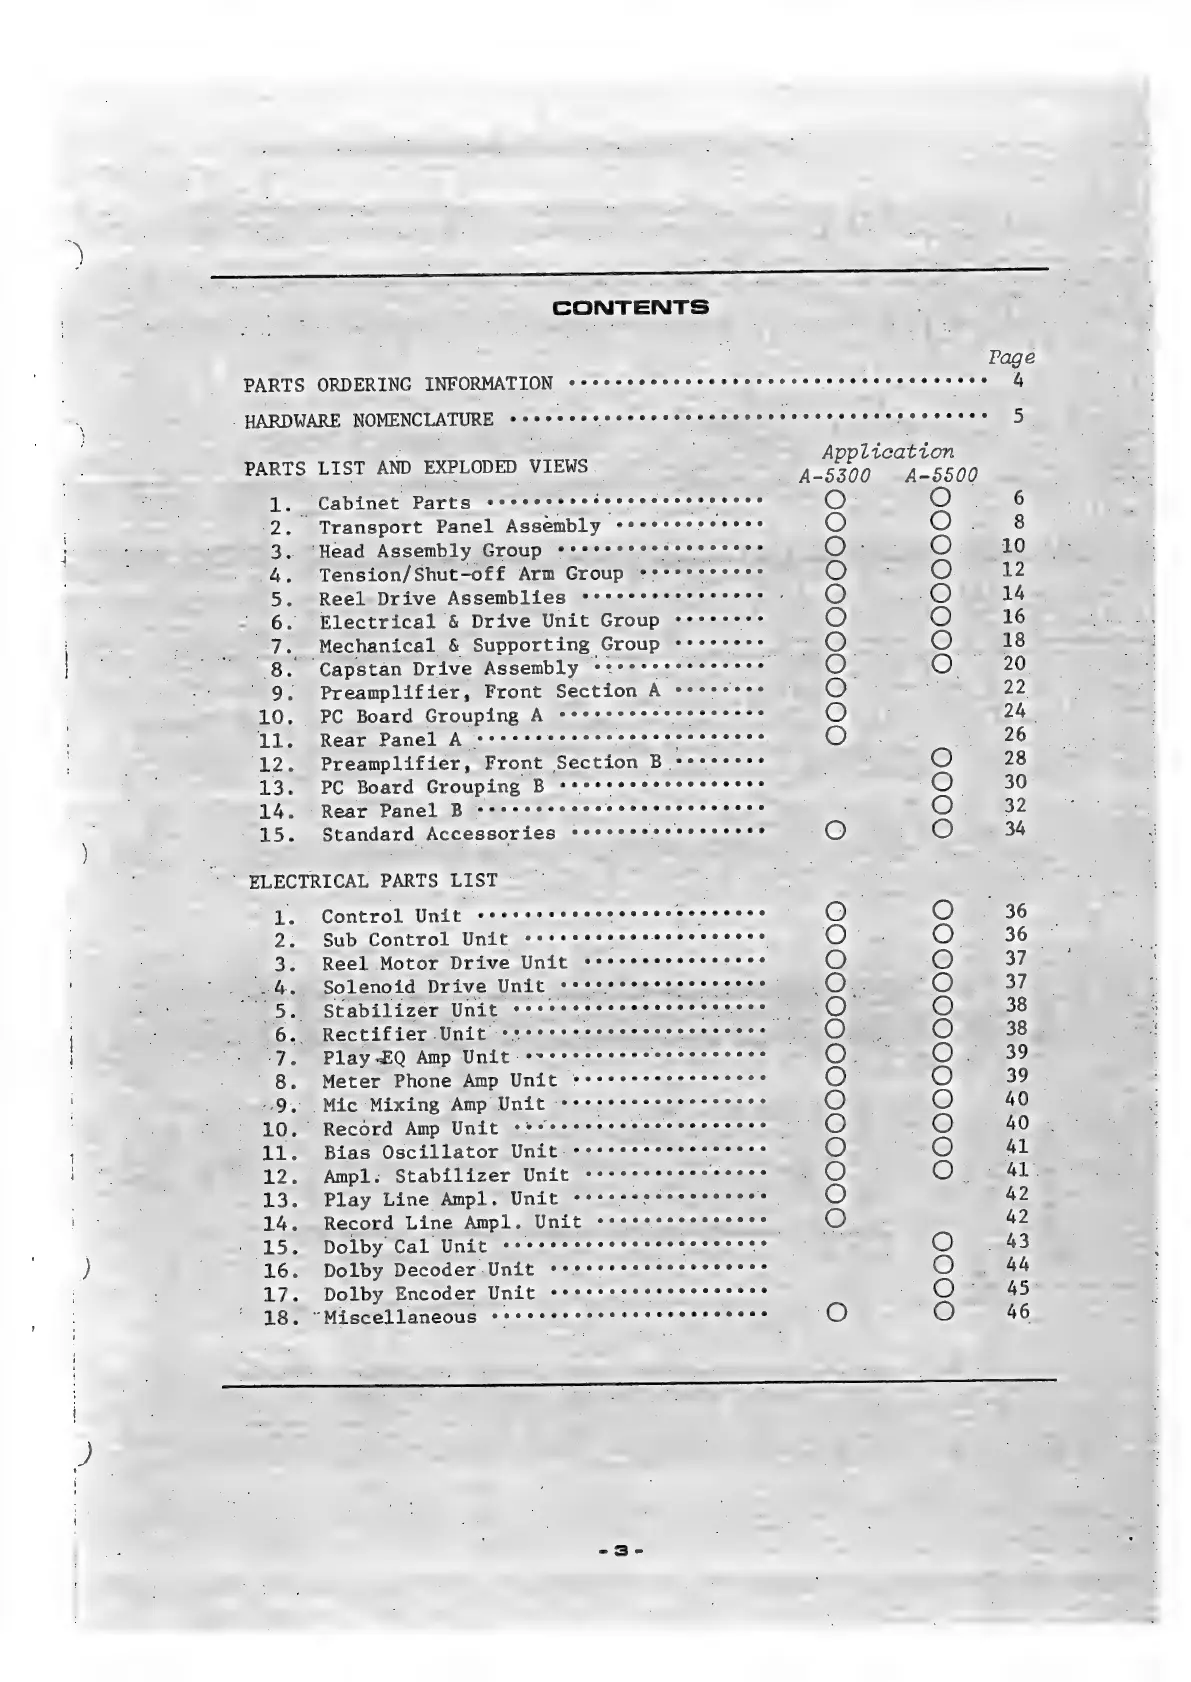 CONTENTS
Page
PARTS ORDERING INFORMATION •••••••••••••••••••••••••••••••••••• 4
HARDWARE NOMENCLATURE ••••••••••••••••••••••••••••••••••••••••• 5
Application
PARTS LIST AND EXPLODED VIEWS A-5300 A-5500
1. Cabinet Parts •••••••••••••••••••••••• ○ ○ 6
2. Transport Panel Assembly ••••••••••••• ○ ○ 8
3. Head Assembly Group •••••••••••••••••• ○ ○ 10
4. Tension/Shut-off Arm Group ••••••••••• ○ ○ 12
5. Reel Drive Assemblies •••••••••••••••• ○ ○ 14
6. Electrical & Drive Unit Group •••••••• ○ ○ 16
7. Mechanical & Supporting Group •••••••• ○ ○ 18
8. Capstan Drive Assembly ••••••••••••••• ○ ○ 20
9. Preamplifier, Front Section A •••••••• ○ 22
10. PC Board Grouping A •••••••••••••••••• ○ 24
11. Rear Panel A ••••••••••••••••••••••••• ○ 26
12. Preamplifier, Front Section B •••••••• ○ 28
13. PC Board Grouping B •••••••••••••••••• ○ 30
14. Rear Panel B ••••••••••••••••••••••••• ○ 32
15. Standard Accessories ••••••••••••••••• ○ ○ 34
ELECTRICAL PARTS LIST
1. Control Unit ••••••••••••••••••••••••• ○ ○ 36
2. Sub Control Unit ••••••••••••••••••••• ○ ○ 36
3. Reel Motor Drive Unit •••••••••••••••• ○ ○ 37
4. Solenoid Drive Unit •••••••••••••••••• ○ ○ 37
5. Stabilizer Unit •••••••••••••••••••••• ○ ○ 38
6. Rectifier Unit ••••••••••••••••••••••• ○ ○ 38
7. Play EQ Amp Unit ••••••••••••••••••••• ○ ○ 39
8. Meter Phone Amp Unit ••••••••••••••••• ○ ○ 39
9. Mic Mixing Amp Unit •••••••••••••••••• ○ ○ 40
10. Record Amp Unit •••••••••••••••••••••• ○ ○ 40
11. Bias Oscillator Unit ••••••••••••••••• ○ ○ 41
12. Ampl. Stabilizer Unit •••••••••••••••• ○ ○ 41
13. Play Line Ampl. Unit ••••••••••••••••• ○ 42
14. Record Line Ampl. Unit ••••••••••••••• ○ 42
15. Dolby Cal Unit ••••••••••••••••••••••• ○ 43
16. Dolby Decoder Unit ••••••••••••••••••• ○ 44
17. Dolby Encoder Unit ••••••••••••••••••• ○ 45
18. Miscellaneous •••••••••••••••••••••••• ○ ○ 46
- 3 -